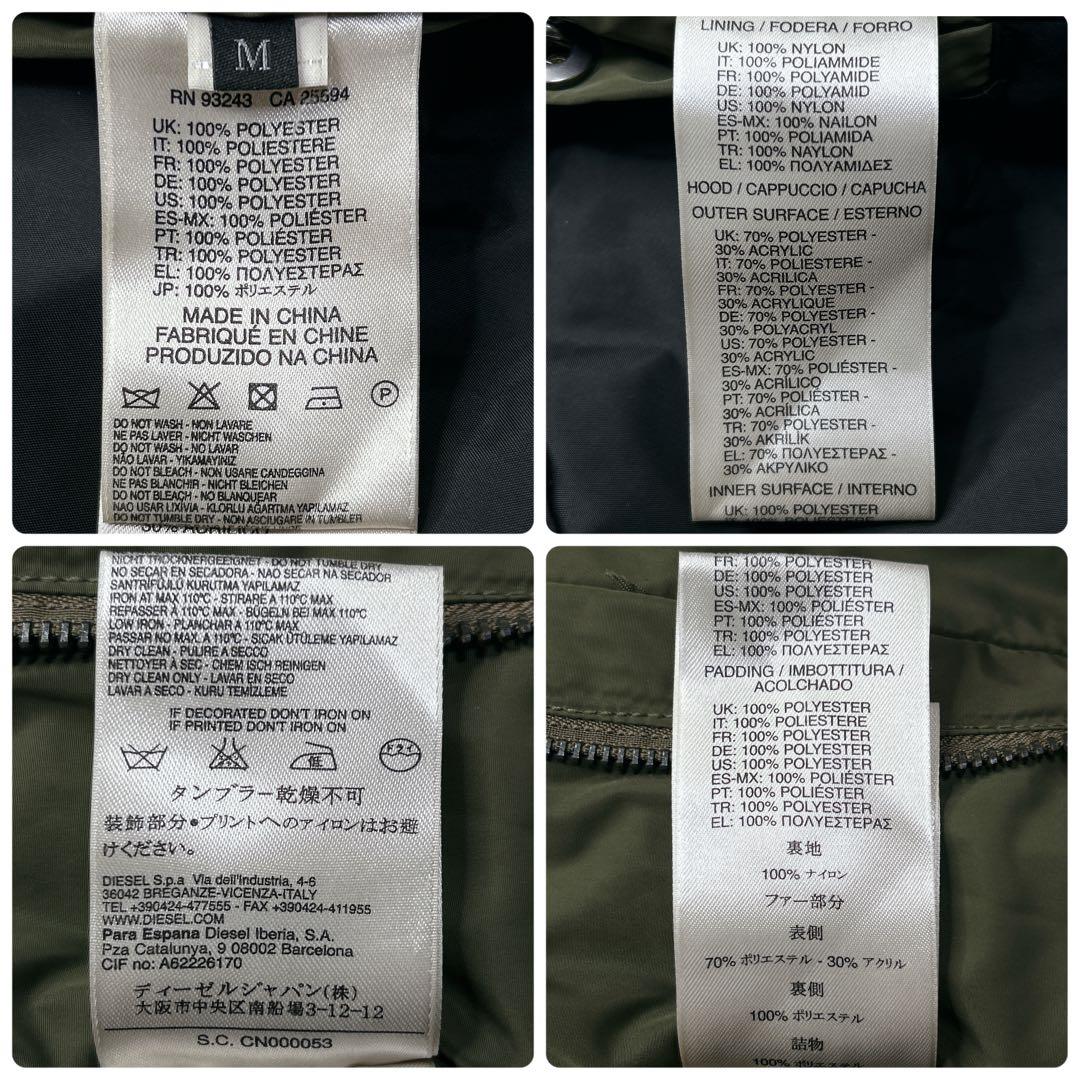 M
RN 93243 CA 25594
UK: 100% POLYESTER
IT: 100% POLIESTERE
FR: 100% POLYESTER
DE: 100% POLYESTER
US: 100% POLYESTER
ES-MX: 100% POLIÉSTER
PT: 100% POLIÉSTER
TR: 100% POLYESTER
EL: 100% ΠΟΛΥΕΣΤΕΡΑΣ
JP: 100% ポリエステル
MADE IN CHINA
FABRIQUÉ EN CHINE
PRODUZIDO NA CHINA
P
DO NOT WASH - NON LAVARE
NE PAS LAVER - NICHT WASCHEN
DO NOT WASH - NO LAVAR
NÃO LAVAR - YIKAMAYINIZ
DO NOT BLEACH - NON USARE CANDEGGINA
NE PAS BLANCHIR - NICHT BLEICHEN
DO NOT BLEACH - NO BLANQUEAR
NAO USAR LIXÍVIA - KLORLU AGARTMA YAPILAMAZ
DO NOT TUMBLE DRY - NON ASCIUGARE IN TUMBLER
LINING / FODERA / FORRO
UK: 100% NYLON
IT: 100% POLIAMMIDE
FR: 100% POLYAMIDE
DE: 100% POLYAMID
US: 100% NYLON
ES-MX: 100% NAILON
PT: 100% POLIAMIDA
TR: 100% NAYLON
EL: 100% ΠΟΛΥΑΜΙΔΕΣ
HOOD / CAPPUCCIO / CAPUCHA
OUTER SURFACE / ESTERNO
UK: 70% POLYESTER -
30% ACRYLIC
IT: 70% POLIESTERE -
30% ACRILICA
FR: 70% POLYESTER -
30% ACRYLIQUE
DE: 70% POLYESTER -
30% POLYACRYL
US: 70% POLYESTER -
30% ACRYLIC
ES-MX: 70% POLIÉSTER -
30% ACRÍLICO
PT: 70% POLIÉSTER -
30% ACRÍLICA
TR: 70% POLYESTER -
30% AKRİLİK
EL: 70% ΠΟΛΥΕΣΤΕΡΑΣ -
30% ΑΚΡΥΛΙΚΟ
INNER SURFACE / INTERNO
UK: 100% POLYESTER
NICHT TROCKNERGEEIGNET - DO NOT TUMBLE DRY
NO SECAR EN SECADORA - NAO SECAR NA SECADOR
SANTRİFÜJLÜ KURUTMA YAPILAMAZ
IRON AT MAX 110°C - STIRARE A 110°C MAX
REPASSER À 110°C MAX - BÜGELN BEI MAX 110°C
LOW IRON - PLANCHAR A 110°C MAX
PASSAR NO MAX. A 110°C - SICAK ÜTÜLEME YAPILAMAZ
DRY CLEAN - PULIRE A SECCO
NETTOYER À SEC - CHEMISCH REINIGEN
DRY CLEAN ONLY - LAVAR EN SECO
LAVAR A SECO - KURU TEMİZLEME
IF DECORATED DON'T IRON ON
IF PRINTED DON'T IRON ON
低 ドライ
タンブラー乾燥不可
装飾部分•プリントへのアイロンはお避
けください。
DIESEL S.p.a Via dell'Industria, 4-6
36042 BREGANZE-VICENZA-ITALY
TEL +390424-477555 - FAX +390424-411955
WWW.DIESEL.COM
Para Espana Diesel Iberia, S.A.
Pza Catalunya, 9 08002 Barcelona
CIF no: A62226170
ディーゼルジャパン(株)
大阪市中央区南船場3-12-12
S.C. CN000053
FR: 100% POLYESTER
DE: 100% POLYESTER
US: 100% POLYESTER
ES-MX: 100% POLIÉSTER
PT: 100% POLIÉSTER
TR: 100% POLYESTER
EL: 100% ΠΟΛΥΕΣΤΕΡΑΣ
PADDING / IMBOTTITURA /
ACOLCHADO
UK: 100% POLYESTER
IT: 100% POLIESTERE
FR: 100% POLYESTER
DE: 100% POLYESTER
US: 100% POLYESTER
ES-MX: 100% POLIÉSTER
PT: 100% POLIÉSTER
TR: 100% POLYESTER
EL: 100% ΠΟΛΥΕΣΤΕΡΑΣ
裏地
100% ナイロン
ファー部分
表側
70% ポリエステル - 30% アクリル
裏側
100% ポリエステル
詰物
100% ポリエステル